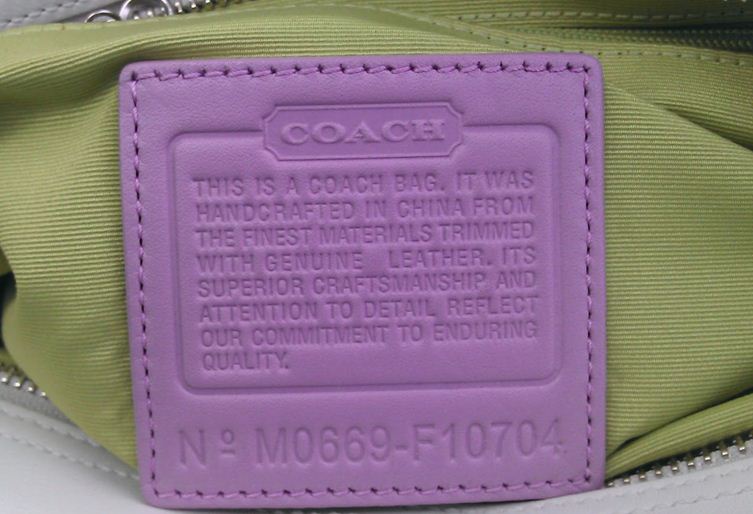 COACH
THIS IS A COACH BAG. IT WAS
HANDCRAFTED IN CHINA FROM
THE FINEST MATERIALS TRIMMED
WITH GENUINE LEATHER. ITS
SUPERIOR CRAFTSMANSHIP AND
ATTENTION TO DETAIL REFLECT
OUR COMMITMENT TO ENDURING
QUALITY.
Nº M0669-F10704